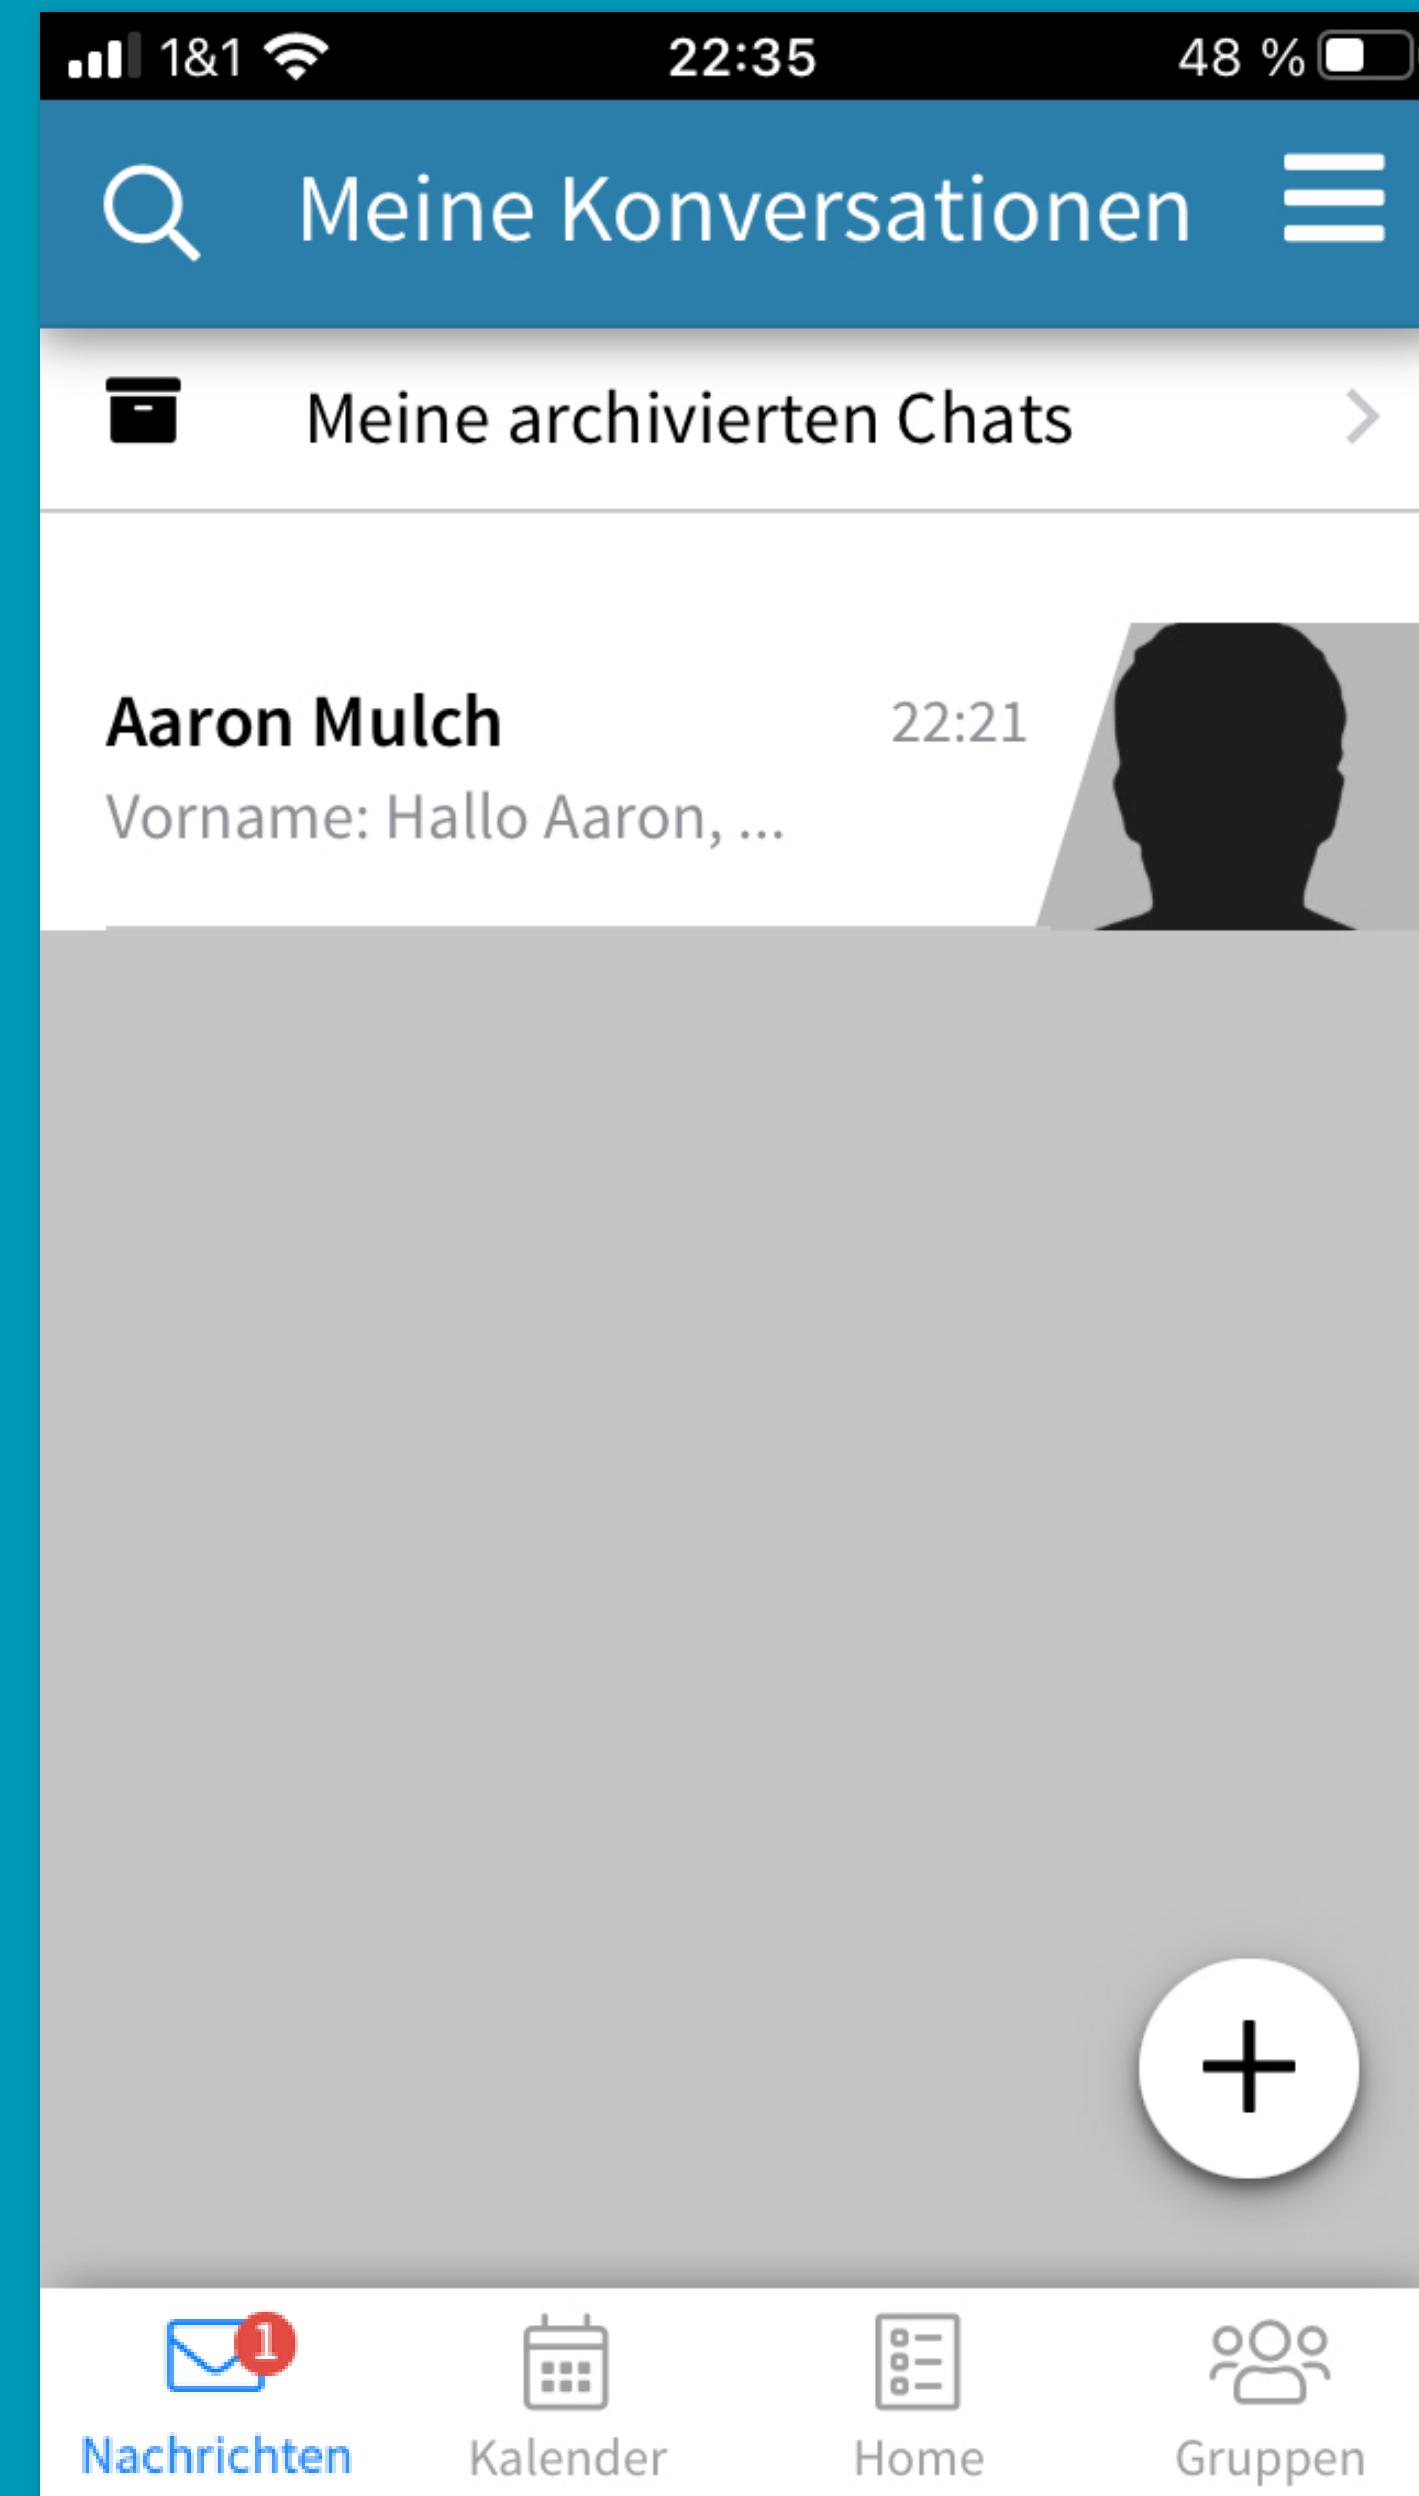 1&1
22:35
48 %
Meine Konversationen
Meine archivierten Chats
Aaron Mulch
22:21
Vorname: Hallo Aaron, ...
1
Nachrichten
Kalender
Home
Gruppen